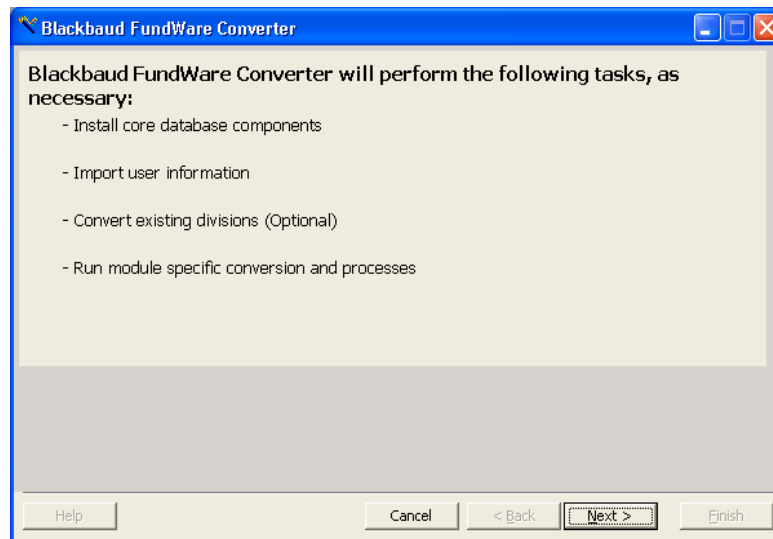 Blackbaud FundWare Converter
Blackbaud FundWare Converter will perform the following tasks, as
necessary:
- Install core database components
- Import user information
- Convert existing divisions (Optional)
- Run module specific conversion and processes
Help
Cancel
< Back
Next >
Finish